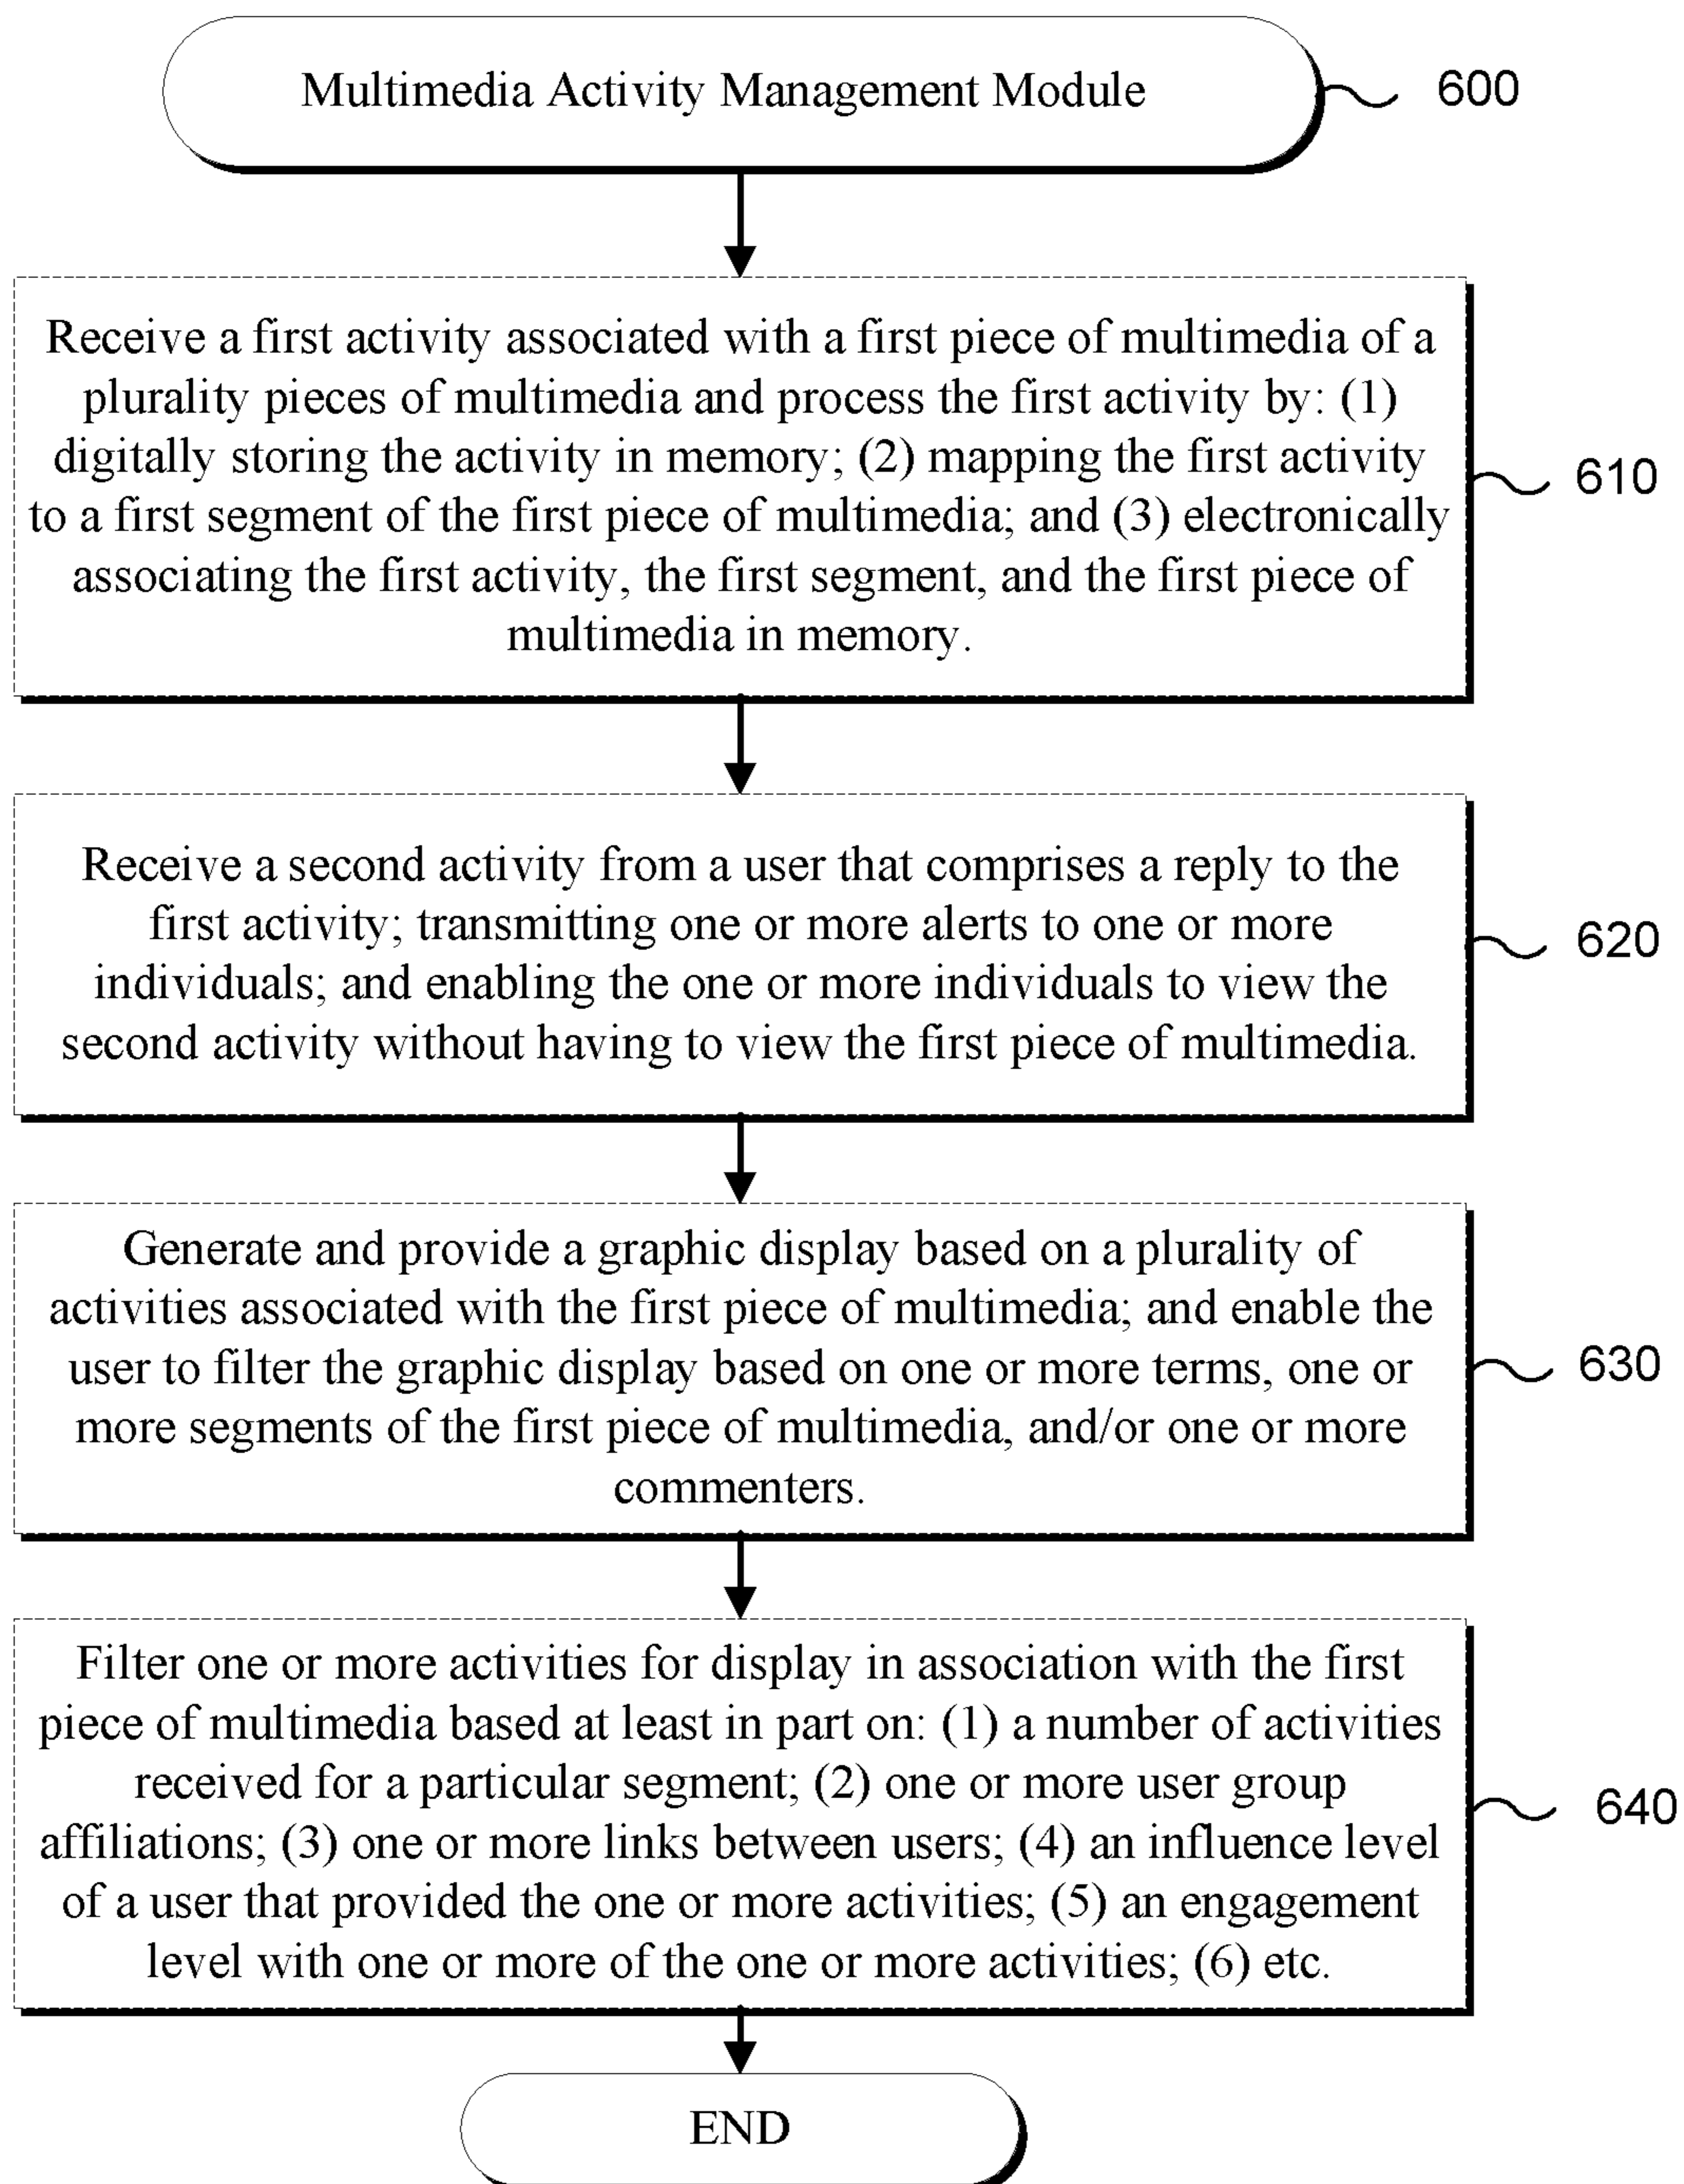 Multimedia Activity Management Module
600
Receive a first activity associated with a first piece of multimedia of a
plurality pieces of multimedia and process the first activity by: (1)
digitally storing the activity in memory; (2) mapping the first activity
to a first segment of the first piece of multimedia; and (3) electronically
associating the first activity, the first segment, and the first piece of
multimedia in memory.
610
Receive a second activity from a user that comprises a reply to the
first activity; transmitting one or more alerts to one or more
individuals; and enabling the one or more individuals to view the
second activity without having to view the first piece of multimedia.
620
Generate and provide a graphic display based on a plurality of
activities associated with the first piece of multimedia; and enable the
user to filter the graphic display based on one or more terms, one or
more segments of the first piece of multimedia, and/or one or more
commenters.
630
Filter one or more activities for display in association with the first
piece of multimedia based at least in part on: (1) a number of activities
received for a particular segment; (2) one or more user group
affiliations; (3) one or more links between users; (4) an influence level
of a user that provided the one or more activities; (5) an engagement
level with one or more of the one or more activities; (6) etc.
640
END